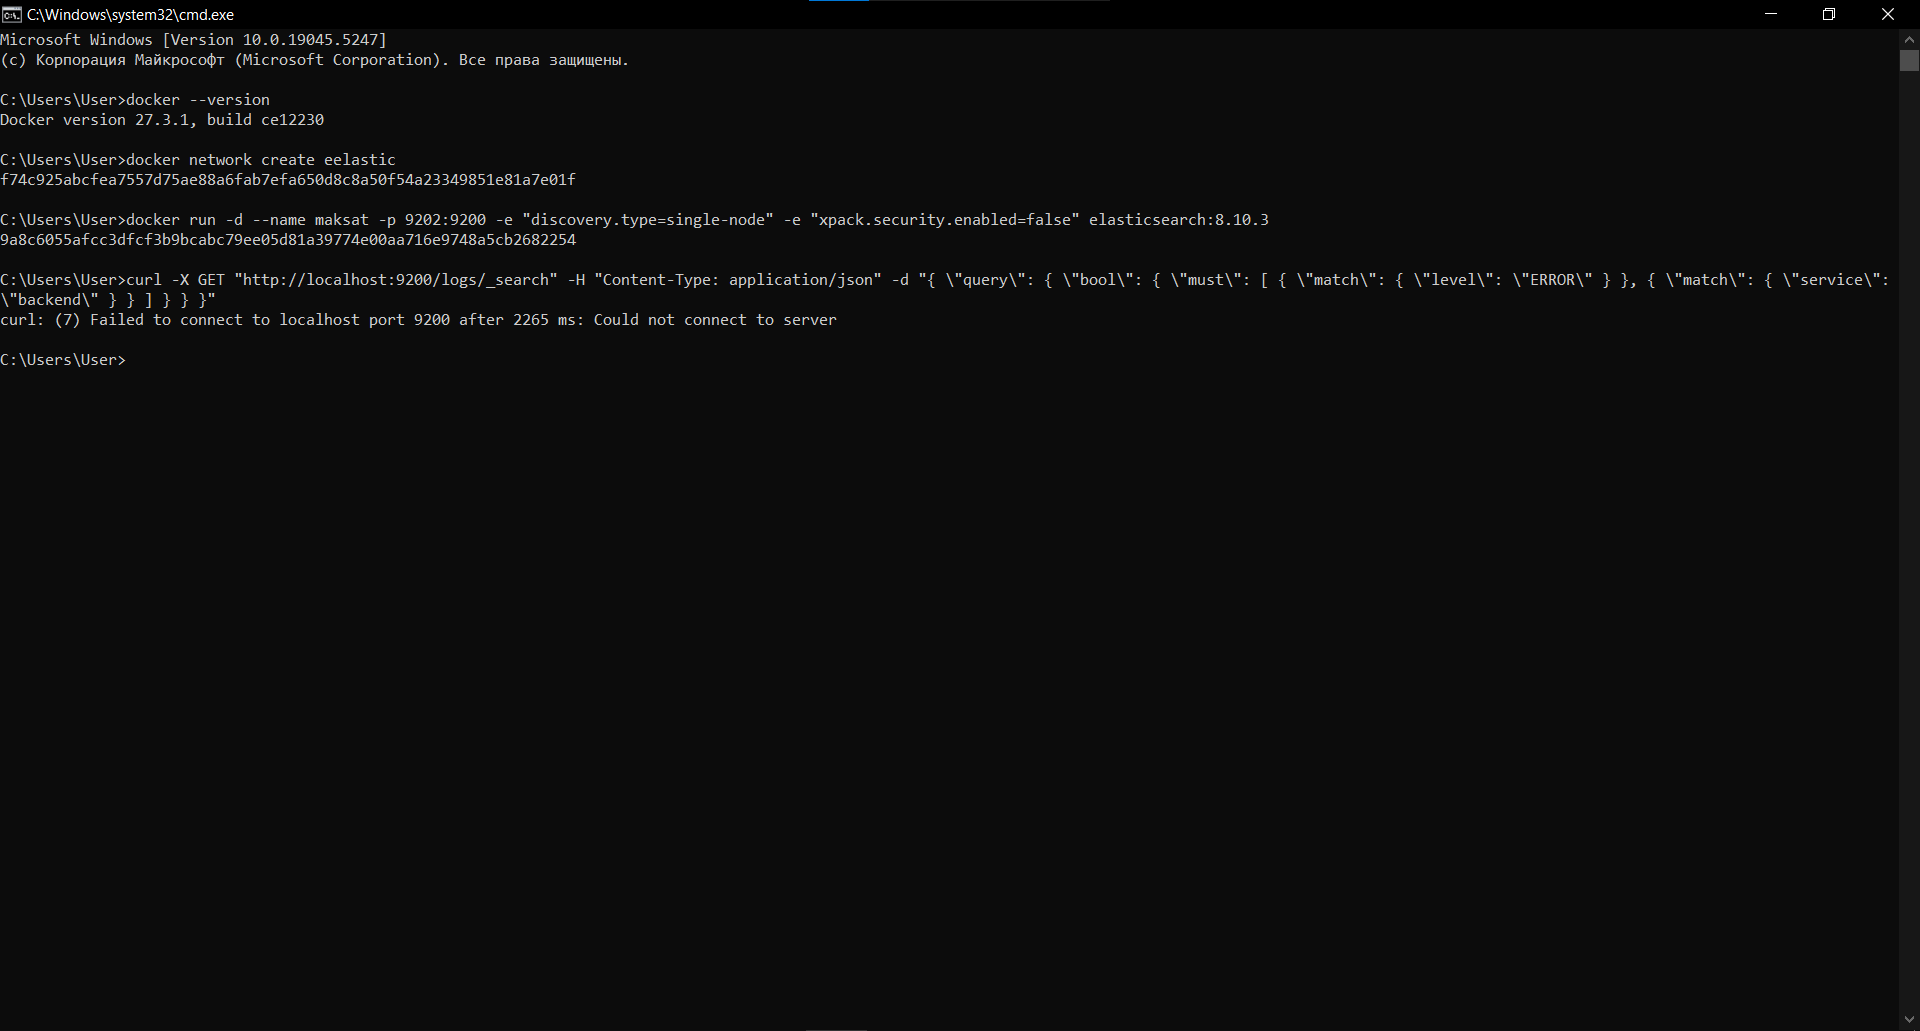 C:\Windows\system32\cmd.exe
Microsoft Windows [Version 10.0.19045.5247]
(c) Корпорация Майкрософт (Microsoft Corporation). Все права защищены.
C:\Users\User>docker --version
Docker version 27.3.1, build ce12230
C:\Users\User>docker network create eelastic
f74c925abcfea7557d75ae88a6fab7efa650d8c8a50f54a23349851e81a7e01f
C:\Users\User>docker run -d --name maksat -p 9202:9200 -e "discovery.type=single-node" -e "xpack.security.enabled=false" elasticsearch:8.10.3
9a8c6055afcc3dfcf3b9bcabc79ee05d81a39774e00aa716e9748a5cb2682254
C:\Users\User>curl -X GET "http://localhost:9200/logs/_search" -H "Content-Type: application/json" -d "{ \"query\": { \"bool\": { \"must\": [ { \"match\": { \"level\": \"ERROR\" } }, { \"match\": { \"service\":
\"backend\" } } ] } } }"
curl: (7) Failed to connect to localhost port 9200 after 2265 ms: Could not connect to server
C:\Users\User>